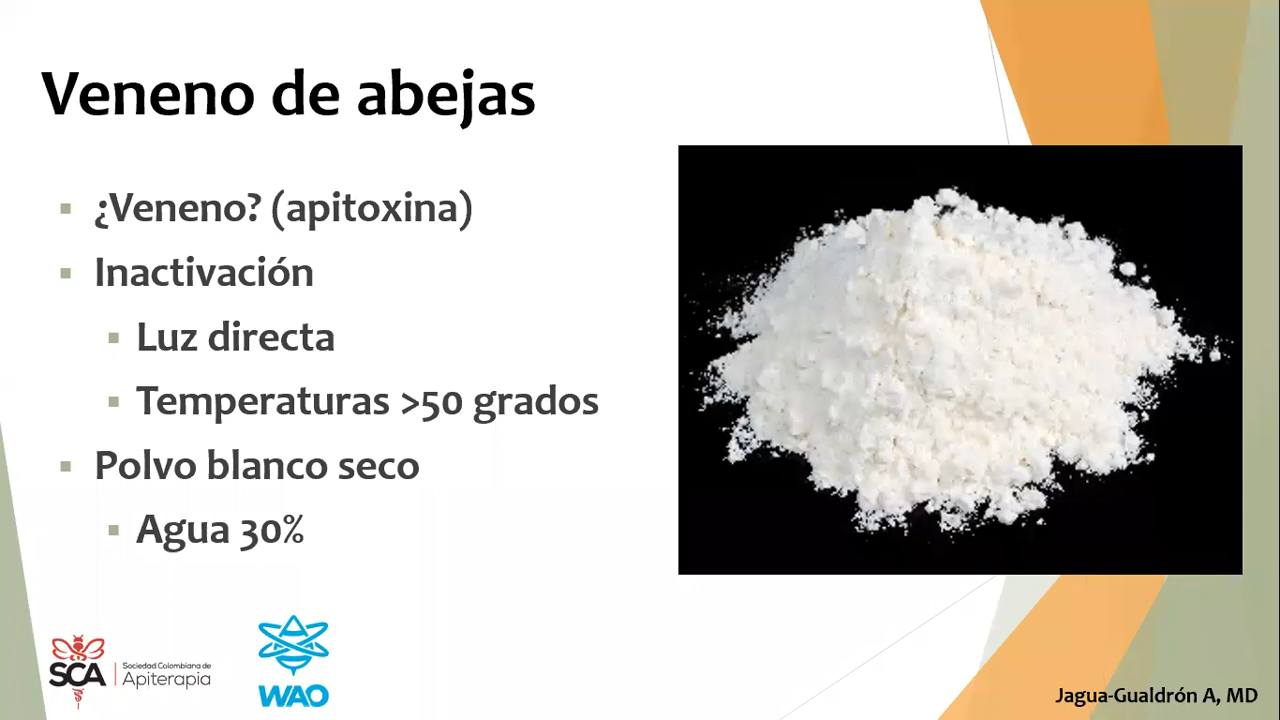 Veneno de abejas
¿Veneno? (apitoxina)
Inactivación
Luz directa
Temperaturas >50 grados
Polvo blanco seco
Agua 30%
SCA
Sociedad Colombiana de
Apiterapia
WAO
Jagua-Gualdrón A, MD